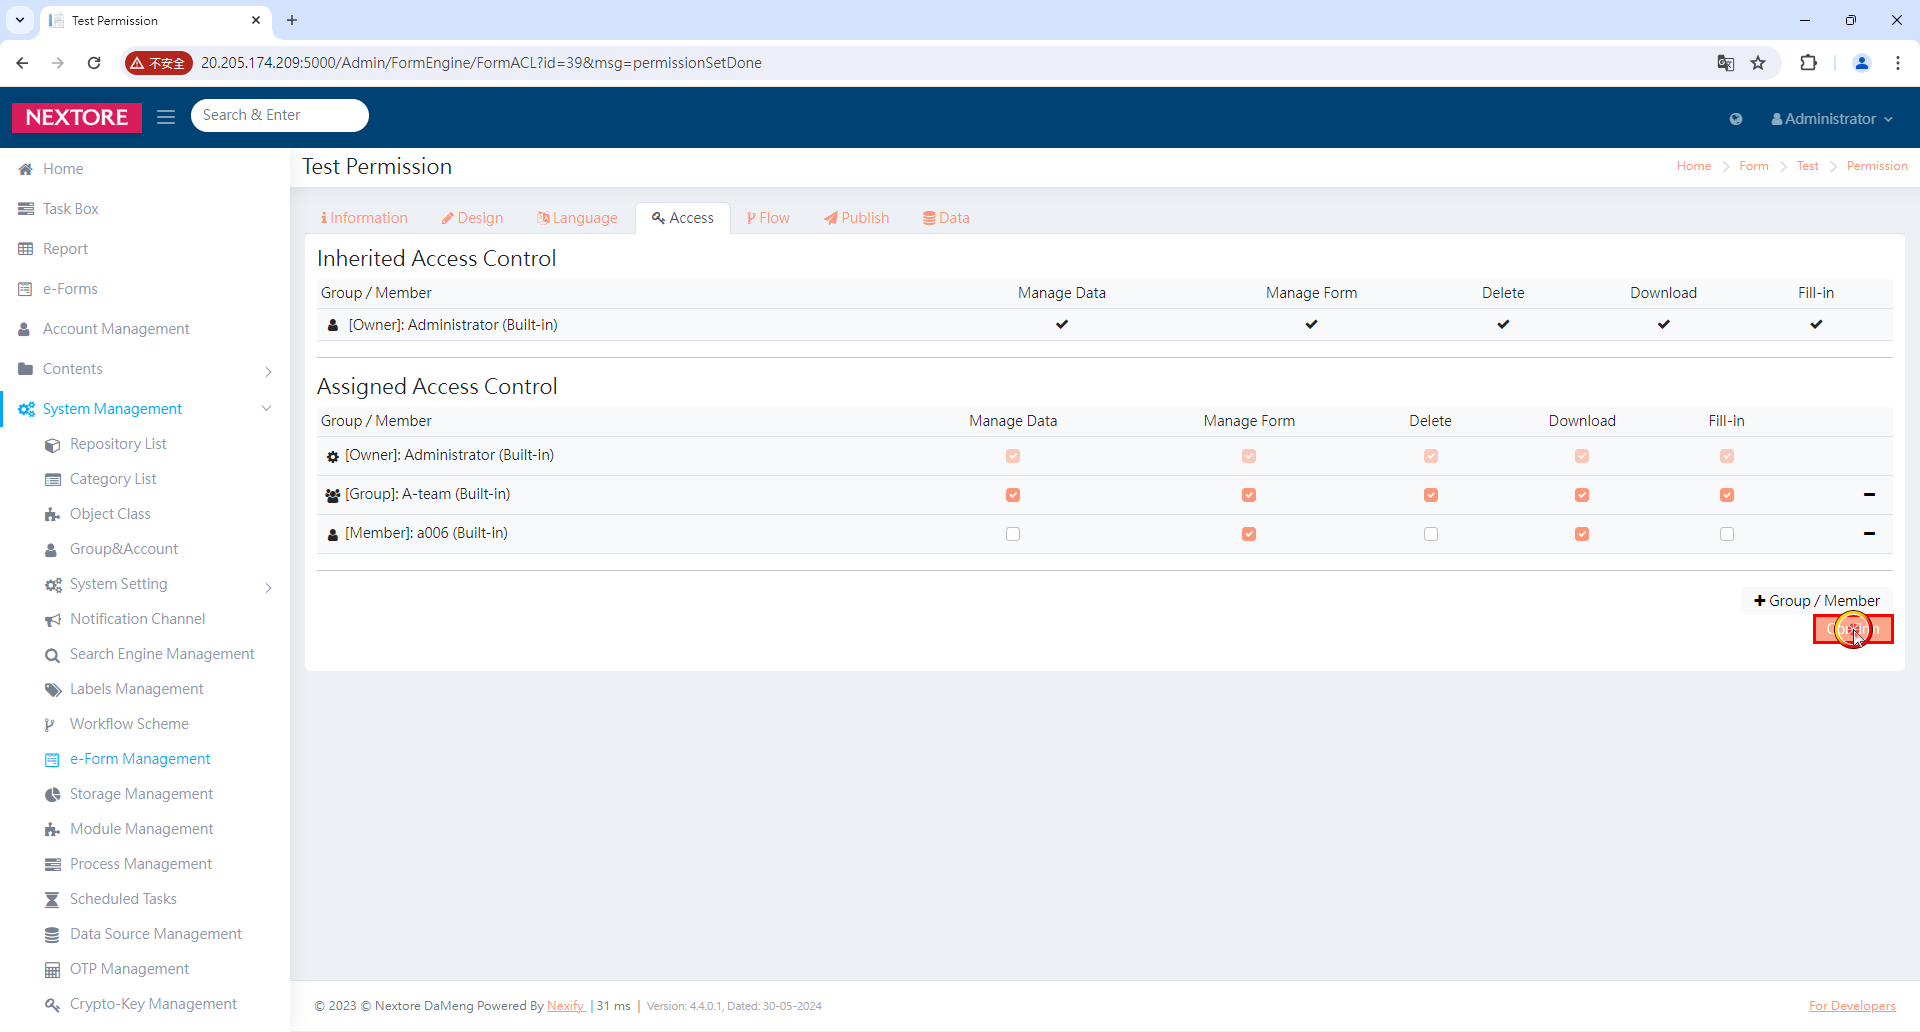 Test Permission
不安全
20.205.174.209:5000/Admin/FormEngine/FormACL?id=39&msg=permissionSetDone
NEXTORE
Search & Enter
Administrator
Home
Task Box
Report
e-Forms
Account Management
Contents
System Management
Repository List
Category List
Object Class
Group&Account
System Setting
Notification Channel
Search Engine Management
Labels Management
Workflow Scheme
e-Form Management
Storage Management
Module Management
Process Management
Scheduled Tasks
Data Source Management
OTP Management
Crypto-Key Management
Test Permission
Home Form Test Permission
Information Design Language Access Flow Publish Data
Inherited Access Control
Group / Member Manage Data Manage Form Delete Download Fill-in
[Owner]: Administrator (Built-in)
Assigned Access Control
Group / Member Manage Data Manage Form Delete Download Fill-in
[Owner]: Administrator (Built-in)
[Group]: A-team (Built-in)
[Member]: a006 (Built-in)
Group / Member
© 2023 © Nextore DaMeng Powered By Nexify | 31 ms | Version: 4.4.0.1, Dated: 30-05-2024
For Developers